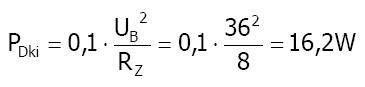 P_Dki = 0,1 · U_B² / R_Z = 0,1 · 36² / 8 = 16,2W